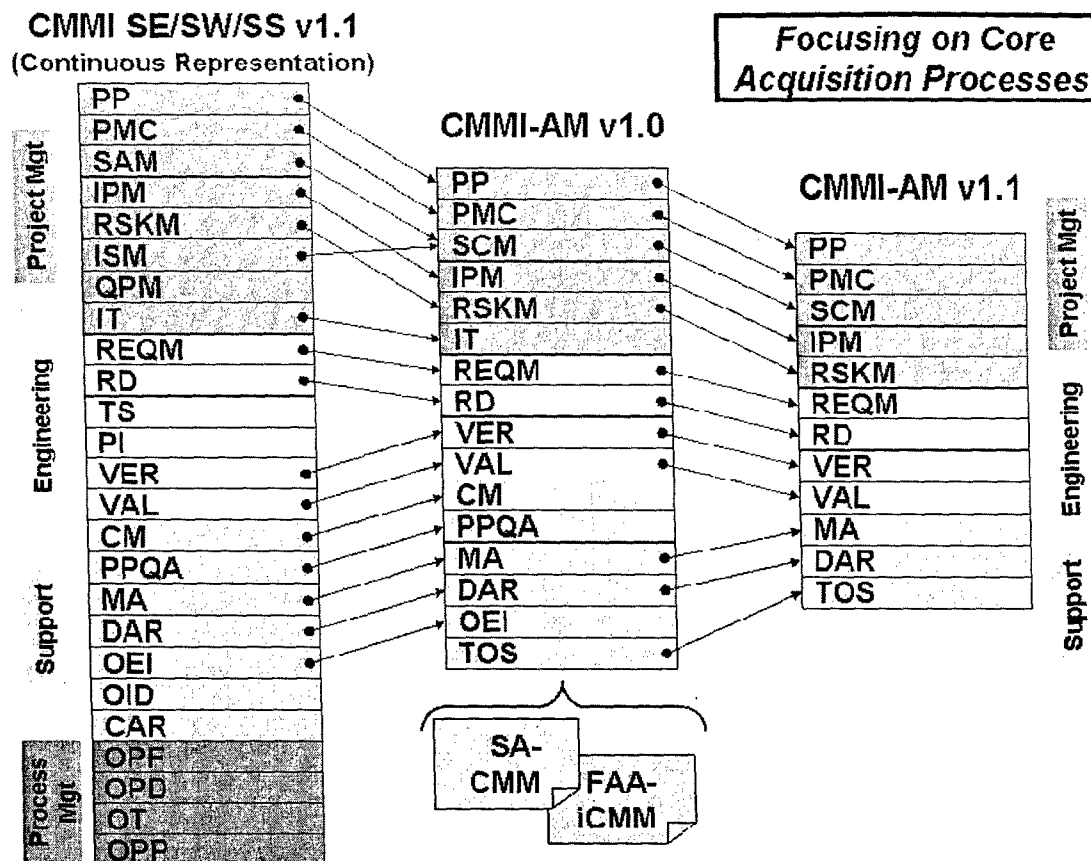 CMMI SE/SW/SS v1.1
(Continuous Representation)
Focusing on Core
Acquisition Processes
Project Mgt
Engineering
Support
Process
Mgt
PP
PMC
SAM
IPM
RSKM
ISM
QPM
IT
REQM
RD
TS
PI
VER
VAL
CM
PPQA
MA
DAR
OEI
OID
CAR
OPF
OPD
OT
OPP
CMMI-AM v1.0
PP
PMC
SCM
IPM
RSKM
IT
REQM
RD
VER
VAL
CM
PPQA
MA
DAR
OEI
TOS
SA-
CMM
FAA-
iCMM
CMMI-AM v1.1
PP
PMC
SCM
IPM
RSKM
REQM
RD
VER
VAL
MA
DAR
TOS
Project Mgt
Engineering
Support